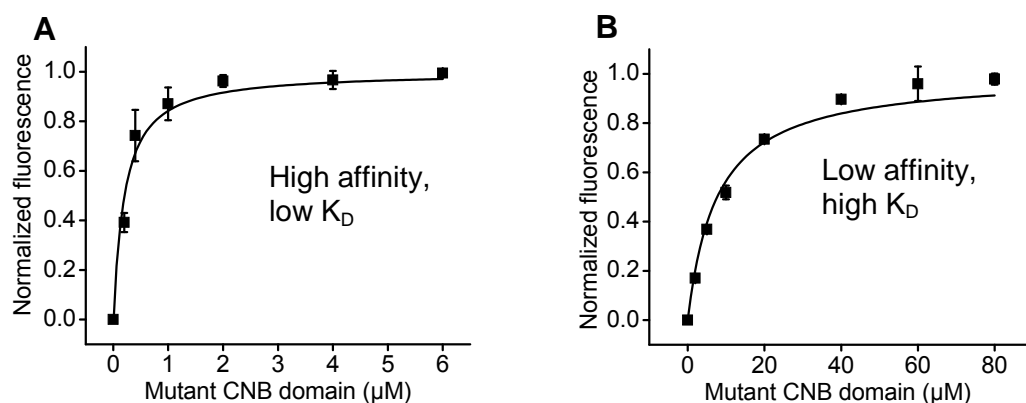 A
Normalized fluorescence
1.0
0.8
0.6
0.4
0.2
0.0
High affinity,
low K_D
0 1 2 3 4 5 6
Mutant CNB domain (µM)
B
Normalized fluorescence
1.0
0.8
0.6
0.4
0.2
0.0
Low affinity,
high K_D
0 20 40 60 80
Mutant CNB domain (µM)